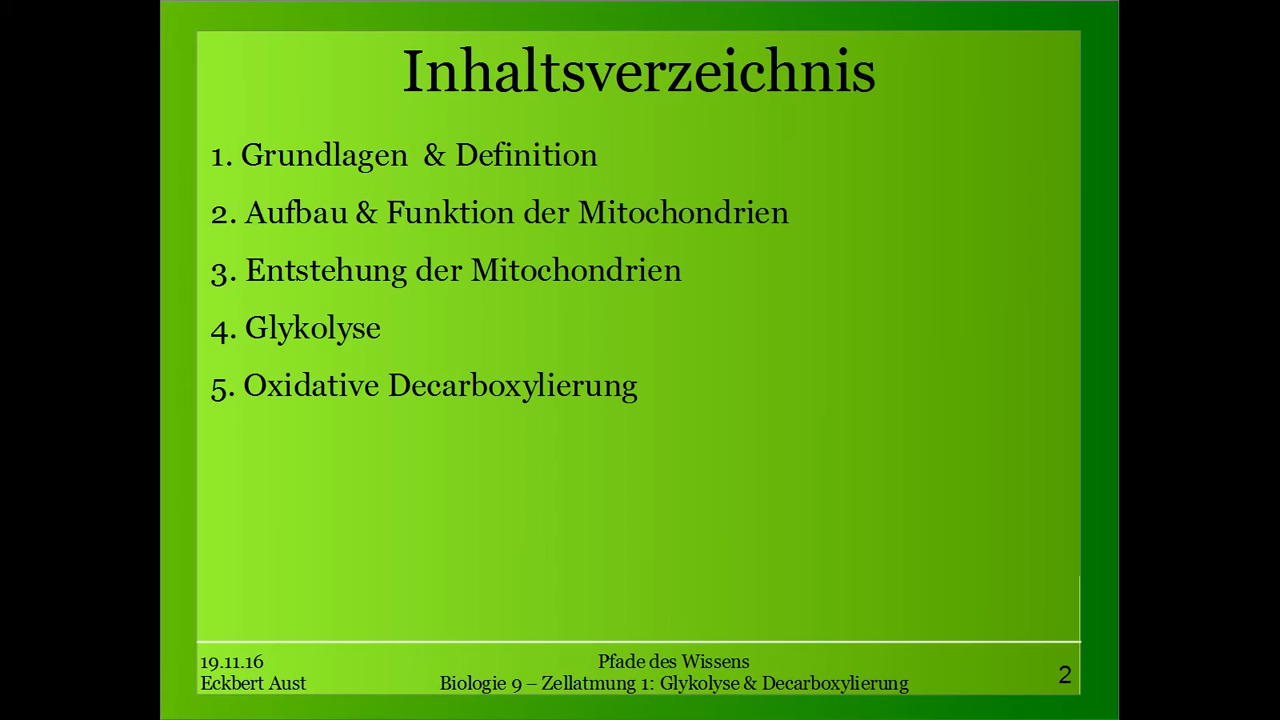 Inhaltsverzeichnis
1. Grundlagen & Definition
2. Aufbau & Funktion der Mitochondrien
3. Entstehung der Mitochondrien
4. Glykolyse
5. Oxidative Decarboxylierung
19.11.16
Eckbert Aust
Pfade des Wissens
Biologie 9 – Zellatmung 1: Glykolyse & Decarboxylierung
2